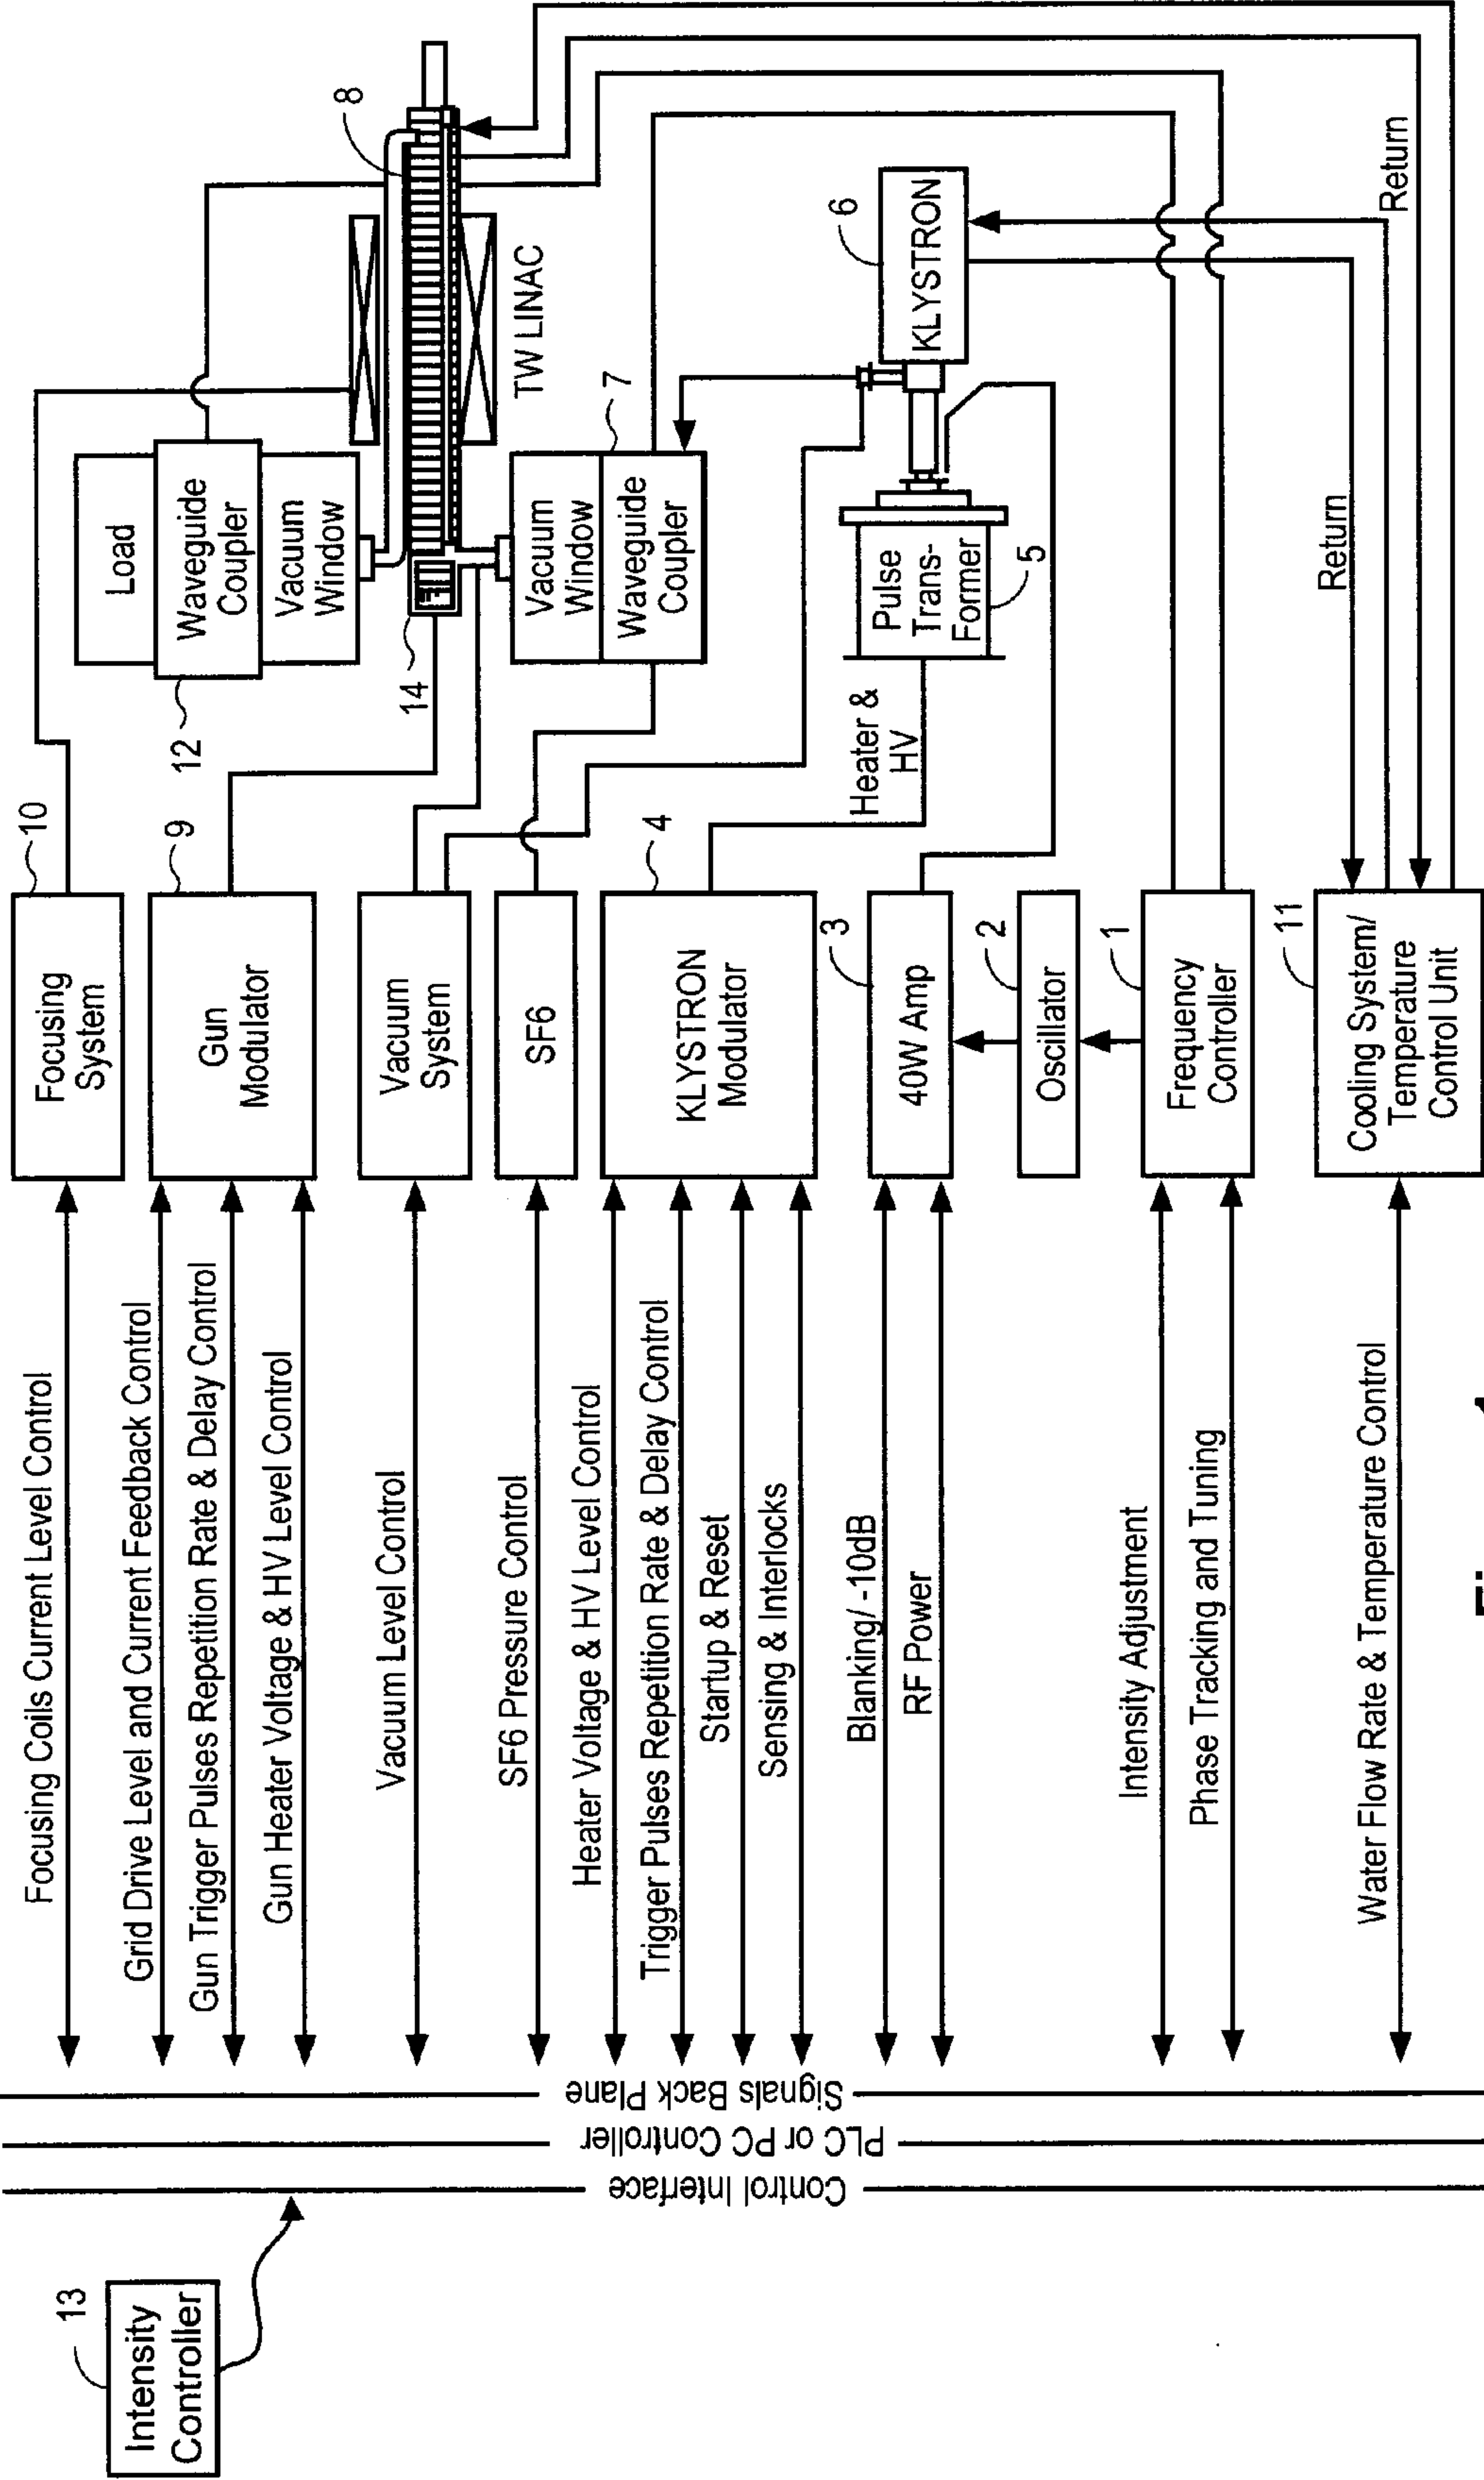 13
Intensity
Controller
Control Interface
PLC or PC Controller
Signals Back Plane
Focusing Coils Current Level Control
Grid Drive Level and Current Feedback Control
Gun Trigger Pulses Repetition Rate & Delay Control
Gun Heater Voltage & HV Level Control
Vacuum Level Control
SF6 Pressure Control
Heater Voltage & HV Level Control
Trigger Pulses Repetition Rate & Delay Control
Startup & Reset
Sensing & Interlocks
Blanking/ -10dB
RF Power
Intensity Adjustment
Phase Tracking and Tuning
Water Flow Rate & Temperature Control
10
Focusing
System
9
Gun
Modulator
Vacuum
System
SF6
4
KLYSTRON
Modulator
3
40W Amp
2
Oscillator
1
Frequency
Controller
11
Cooling System/
Temperature
Control Unit
12
Load
Waveguide
Coupler
Vacuum
Window
14
8
TW LINAC
7
Vacuum
Window
Waveguide
Coupler
Heater &
HV
Pulse
Trans-
Former
5
6
KLYSTRON
Return
Return